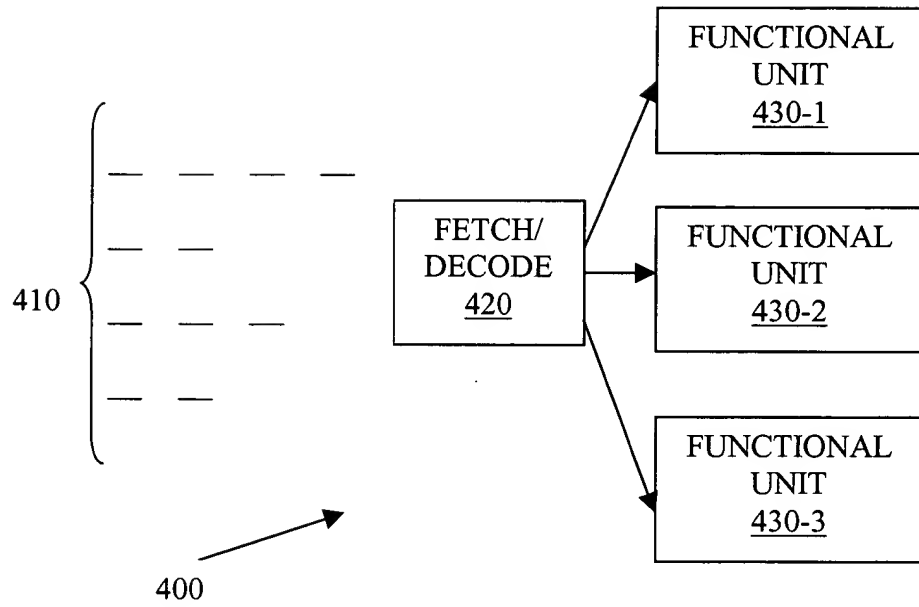 FUNCTIONAL
UNIT
430-1
FETCH/
DECODE
420
FUNCTIONAL
UNIT
430-2
410
FUNCTIONAL
UNIT
430-3
400